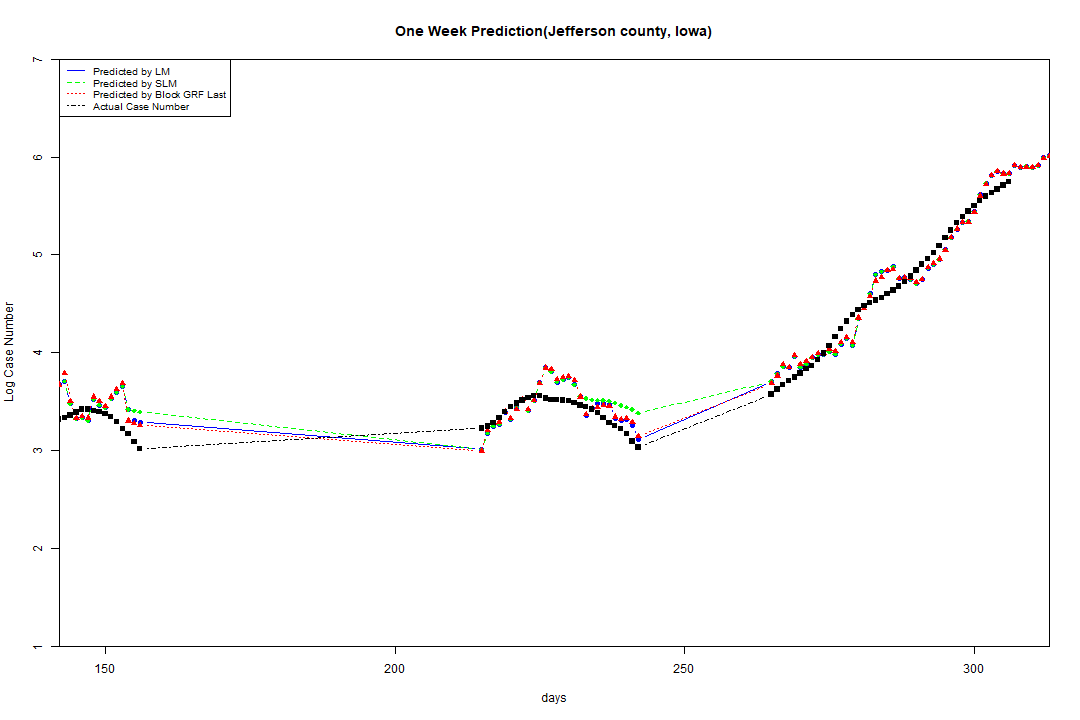 One Week Prediction(Jefferson county, Iowa)
Predicted by LM
Predicted by SLM
Predicted by Block GRF Last
Actual Case Number
7
6
5
4
3
2
1
Log Case Number
150 200 250 300
days